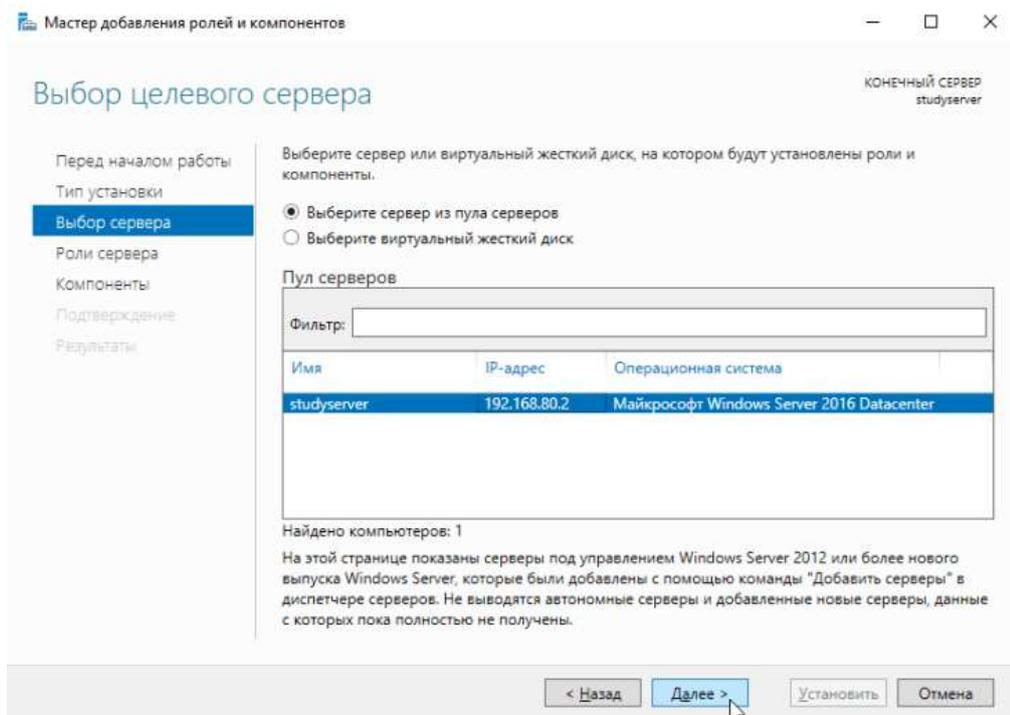 Мастер добавления ролей и компонентов
Выбор целевого сервера
КОНЕЧНЫЙ СЕРВЕР
studyserver
Перед началом работы
Тип установки
Выбор сервера
Роли сервера
Компоненты
Подтверждение
Результаты
Выберите сервер или виртуальный жесткий диск, на котором будут установлены роли и
компоненты.
Выберите сервер из пула серверов
Выберите виртуальный жесткий диск
Пул серверов
Фильтр:
Имя IP-адрес Операционная система
studyserver 192.168.80.2 Майкрософт Windows Server 2016 Datacenter
Найдено компьютеров: 1
На этой странице показаны серверы под управлением Windows Server 2012 или более нового
выпуска Windows Server, которые были добавлены с помощью команды "Добавить серверы" в
диспетчере серверов. Не выводятся автономные серверы и добавленные новые серверы, данные
с которых пока полностью не получены.
< Назад Далее > Установить Отмена